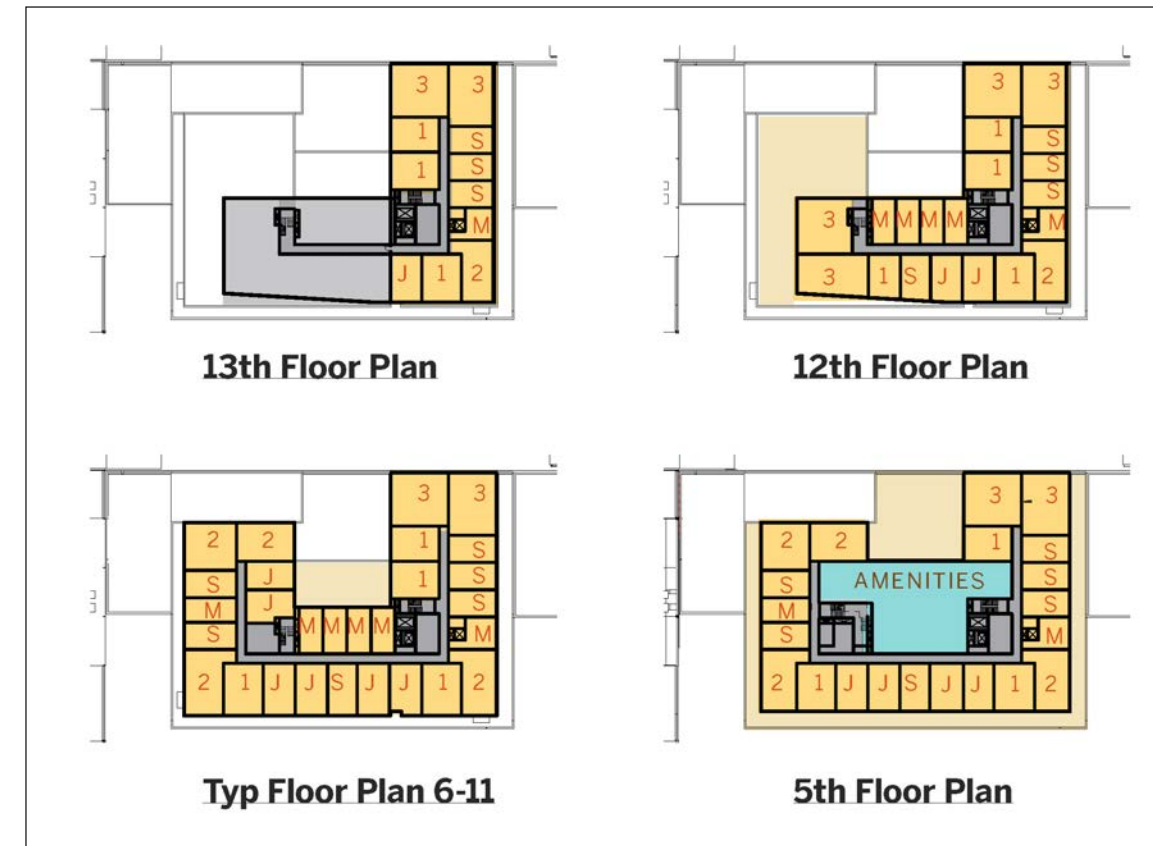 3 3
1 S
1 S
S
M
J 1 2
13th Floor Plan
3 3
1 S
1 S
S
3 M M M M M
3 1 S J J 1 2
12th Floor Plan
3 3
2 2 1 S
S J 1 S
M J S
S M M M M M
2 1 J J S J J 1 2
Typ Floor Plan 6-11
3 3
2 2 1 S
S AMENITIES S
M S
S M
2 1 J J S J J 1 2
5th Floor Plan